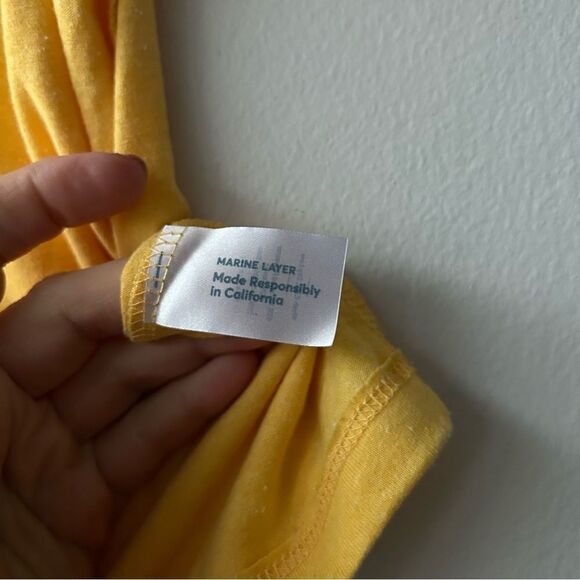 MARINE LAYER
Made Responsibly
in California